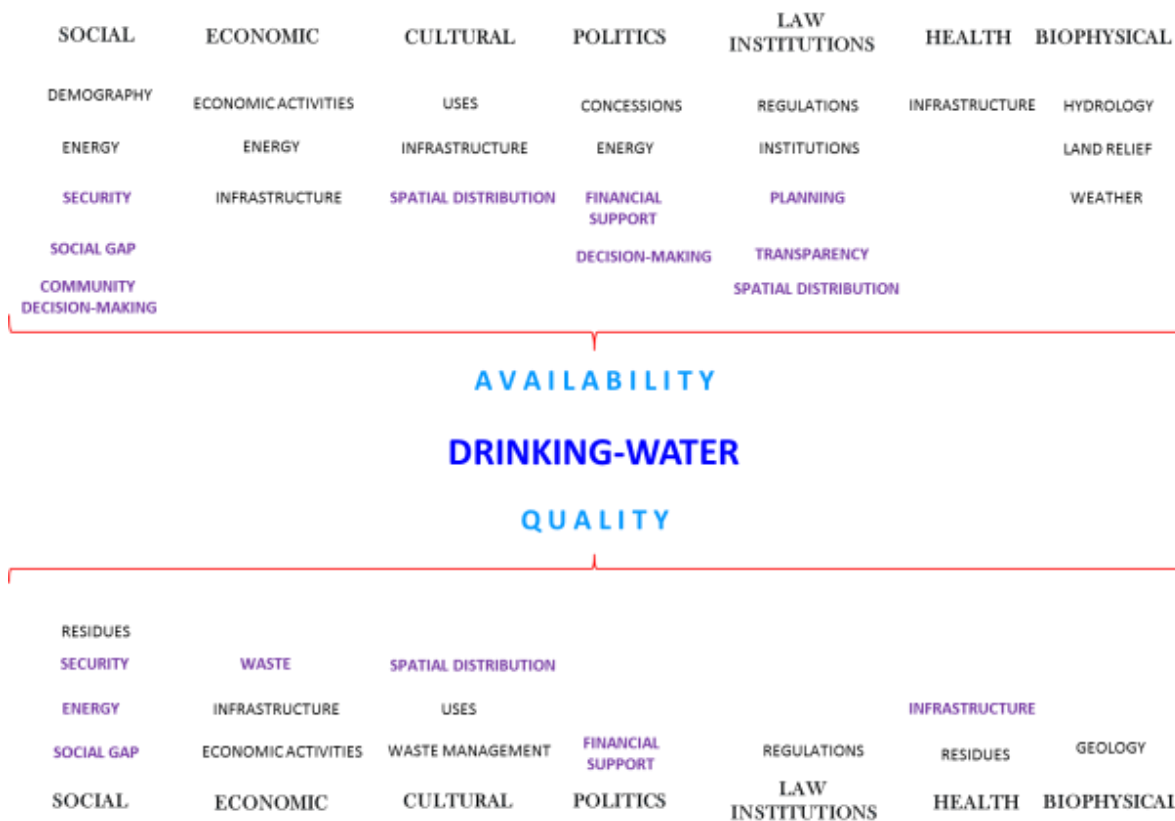 SOCIAL ECONOMIC CULTURAL POLITICS LAW INSTITUTIONS HEALTH BIOPHYSICAL
DEMOGRAPHY ECONOMIC ACTIVITIES USES CONCESSIONS REGULATIONS INFRASTRUCTURE HYDROLOGY
ENERGY ENERGY INFRASTRUCTURE ENERGY INSTITUTIONS LAND RELIEF
SECURITY INFRASTRUCTURE SPATIAL DISTRIBUTION FINANCIAL SUPPORT PLANNING WEATHER
SOCIAL GAP DECISION-MAKING TRANSPARENCY
COMMUNITY DECISION-MAKING SPATIAL DISTRIBUTION
AVAILABILITY
DRINKING-WATER
QUALITY
RESIDUES
SECURITY WASTE SPATIAL DISTRIBUTION
ENERGY INFRASTRUCTURE USES INFRASTRUCTURE
SOCIAL GAP ECONOMIC ACTIVITIES WASTE MANAGEMENT FINANCIAL SUPPORT REGULATIONS RESIDUES GEOLOGY
SOCIAL ECONOMIC CULTURAL POLITICS LAW INSTITUTIONS HEALTH BIOPHYSICAL